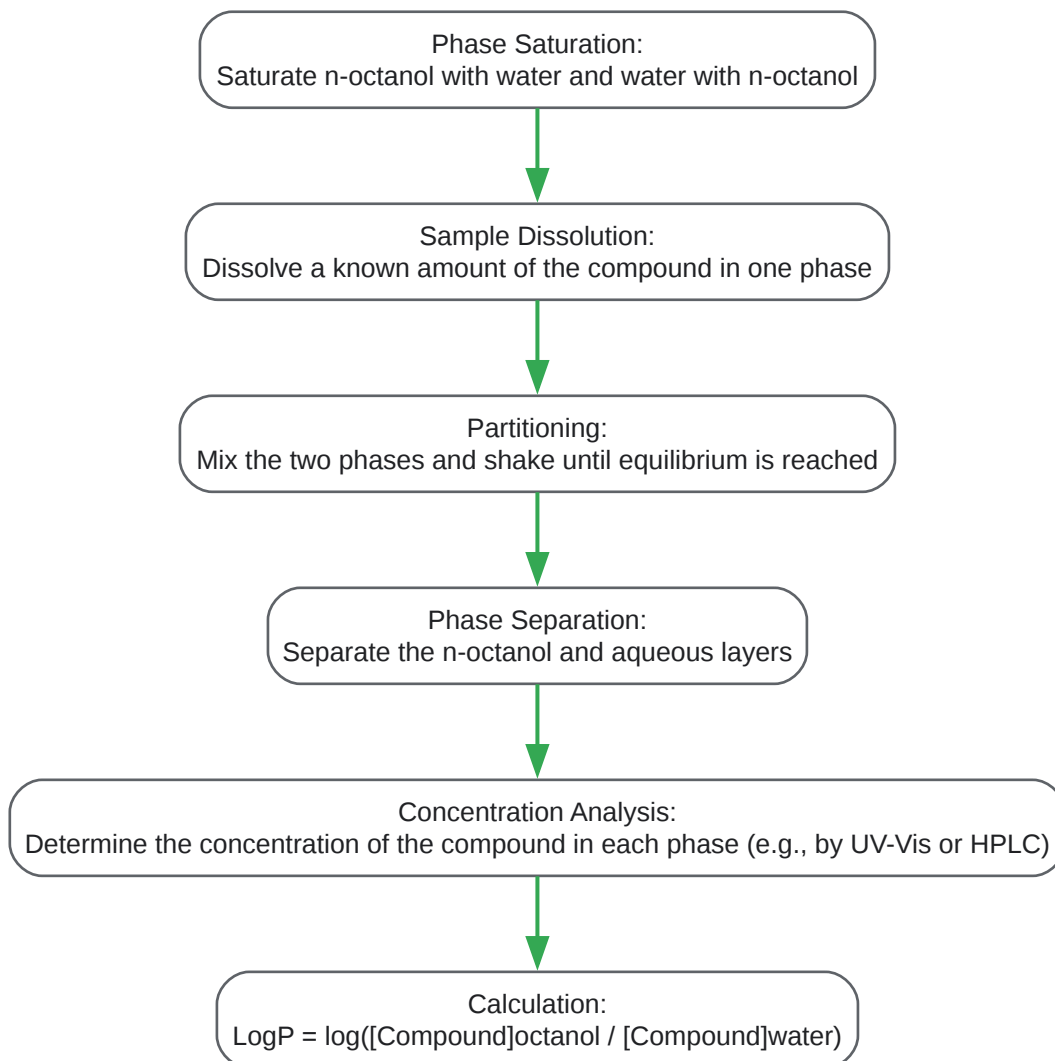 Phase Saturation:
Saturate n-octanol with water and water with n-octanol
Sample Dissolution:
Dissolve a known amount of the compound in one phase
Partitioning:
Mix the two phases and shake until equilibrium is reached
Phase Separation:
Separate the n-octanol and aqueous layers
Concentration Analysis:
Determine the concentration of the compound in each phase (e.g., by UV-Vis or HPLC)
Calculation:
LogP = log([Compound]octanol / [Compound]water)